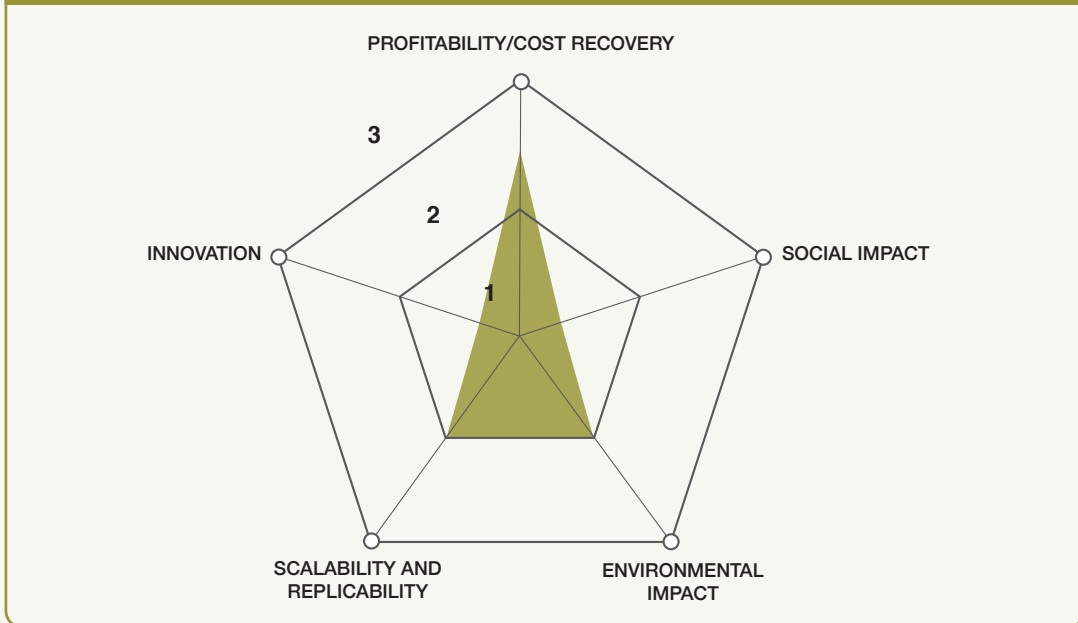 PROFITABILITY/COST RECOVERY
3
2
INNOVATION
SOCIAL IMPACT
1
SCALABILITY AND
REPLICABILITY
ENVIRONMENTAL
IMPACT